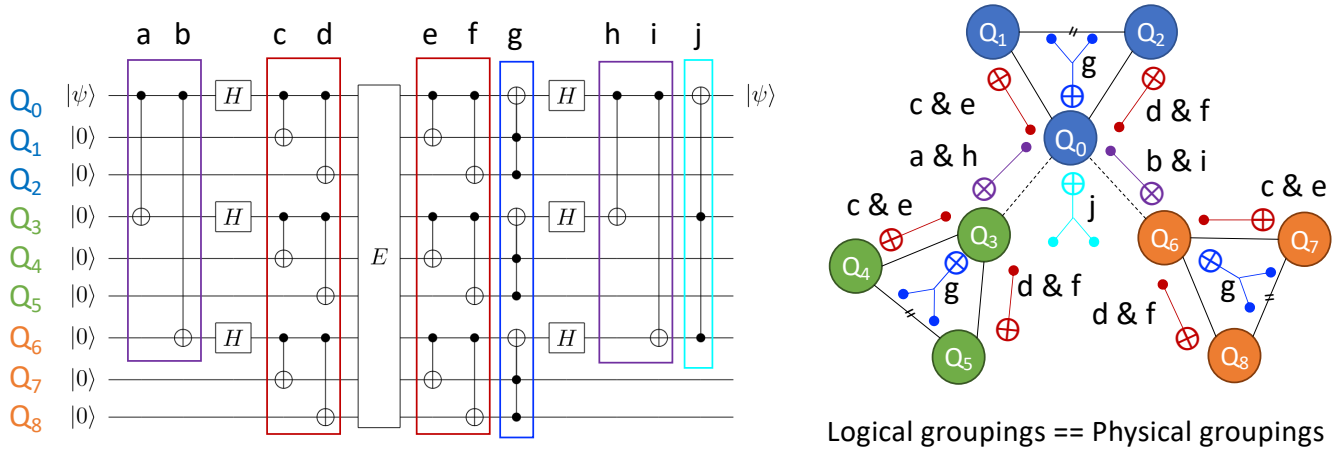 a b c d e f g h i j
Q0 |ψ⟩ H H |ψ⟩
Q1 |0⟩
Q2 |0⟩
Q3 |0⟩ H H
Q4 |0⟩ E
Q5 |0⟩
Q6 |0⟩ H H
Q7 |0⟩
Q8 |0⟩
Q1 Q2
g
c & e d & f
Q0
a & h b & i
c & e j c & e
Q3 Q6 Q7
Q4
g d & f g
d & f
Q5 Q8
Logical groupings == Physical groupings